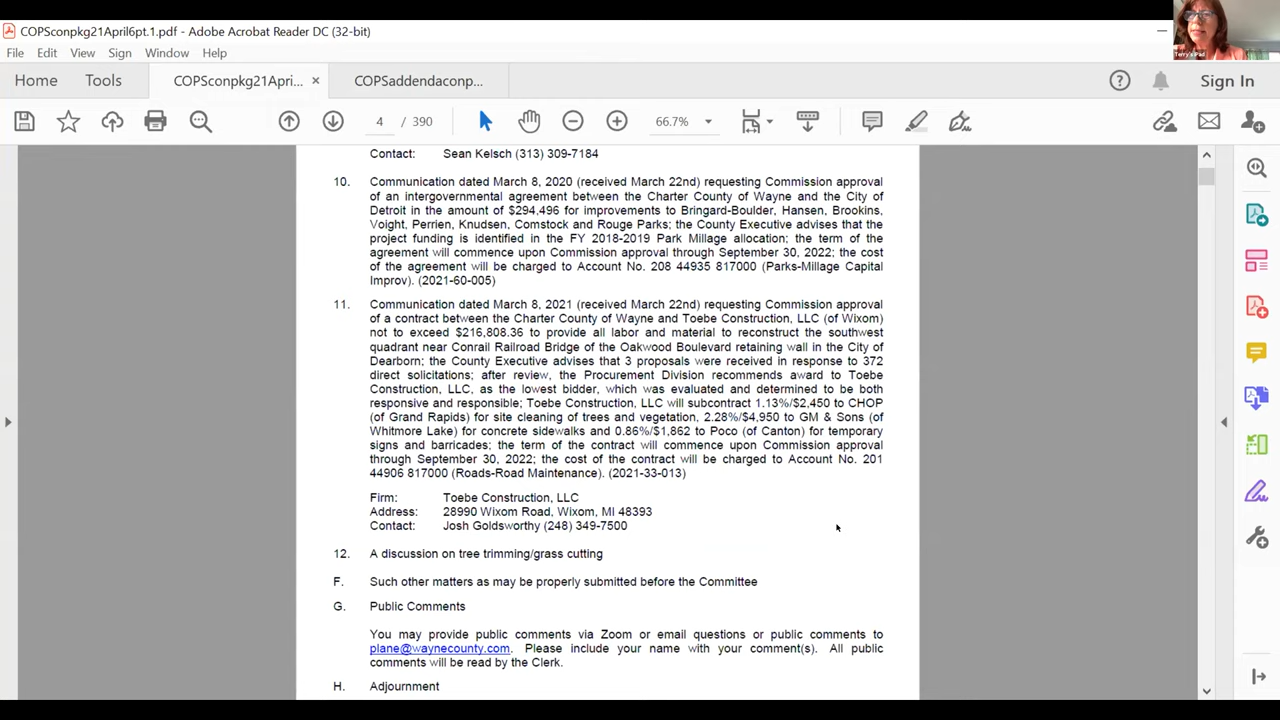 COPSconpkg21April6pt.1.pdf - Adobe Acrobat Reader DC (32-bit)
File Edit View Sign Window Help
Home Tools COPSconpkg21Apri... × COPSaddendaconp... Sign In
4 / 390 66.7%
Terry's iPad
Contact: Sean Kelsch (313) 309-7184
10. Communication dated March 8, 2020 (received March 22nd) requesting Commission approval
of an intergovernmental agreement between the Charter County of Wayne and the City of
Detroit in the amount of $294,496 for improvements to Bringard-Boulder, Hansen, Brookins,
Voight, Perrien, Knudsen, Comstock and Rouge Parks; the County Executive advises that the
project funding is identified in the FY 2018-2019 Park Millage allocation; the term of the
agreement will commence upon Commission approval through September 30, 2022; the cost
of the agreement will be charged to Account No. 208 44935 817000 (Parks-Millage Capital
Improv). (2021-60-005)
11. Communication dated March 8, 2021 (received March 22nd) requesting Commission approval
of a contract between the Charter County of Wayne and Toebe Construction, LLC (of Wixom)
not to exceed $216,808.36 to provide all labor and material to reconstruct the southwest
quadrant near Conrail Railroad Bridge of the Oakwood Boulevard retaining wall in the City of
Dearborn; the County Executive advises that 3 proposals were received in response to 372
direct solicitations; after review, the Procurement Division recommends award to Toebe
Construction, LLC, as the lowest bidder, which was evaluated and determined to be both
responsive and responsible; Toebe Construction, LLC will subcontract 1.13%/$2,450 to CHOP
(of Grand Rapids) for site cleaning of trees and vegetation, 2.28%/$4,950 to GM & Sons (of
Whitmore Lake) for concrete sidewalks and 0.86%/$1,862 to Poco (of Canton) for temporary
signs and barricades; the term of the contract will commence upon Commission approval
through September 30, 2022; the cost of the contract will be charged to Account No. 201
44906 817000 (Roads-Road Maintenance). (2021-33-013)
Firm: Toebe Construction, LLC
Address: 28990 Wixom Road, Wixom, MI 48393
Contact: Josh Goldsworthy (248) 349-7500
12. A discussion on tree trimming/grass cutting
F. Such other matters as may be properly submitted before the Committee
G. Public Comments
You may provide public comments via Zoom or email questions or public comments to
plane@waynecounty.com. Please include your name with your comment(s). All public
comments will be read by the Clerk.
H. Adjournment